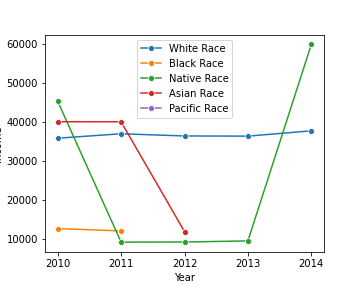 60000
50000
40000
30000
20000
10000
White Race
Black Race
Native Race
Asian Race
Pacific Race
2010 2011 2012 2013 2014
Year